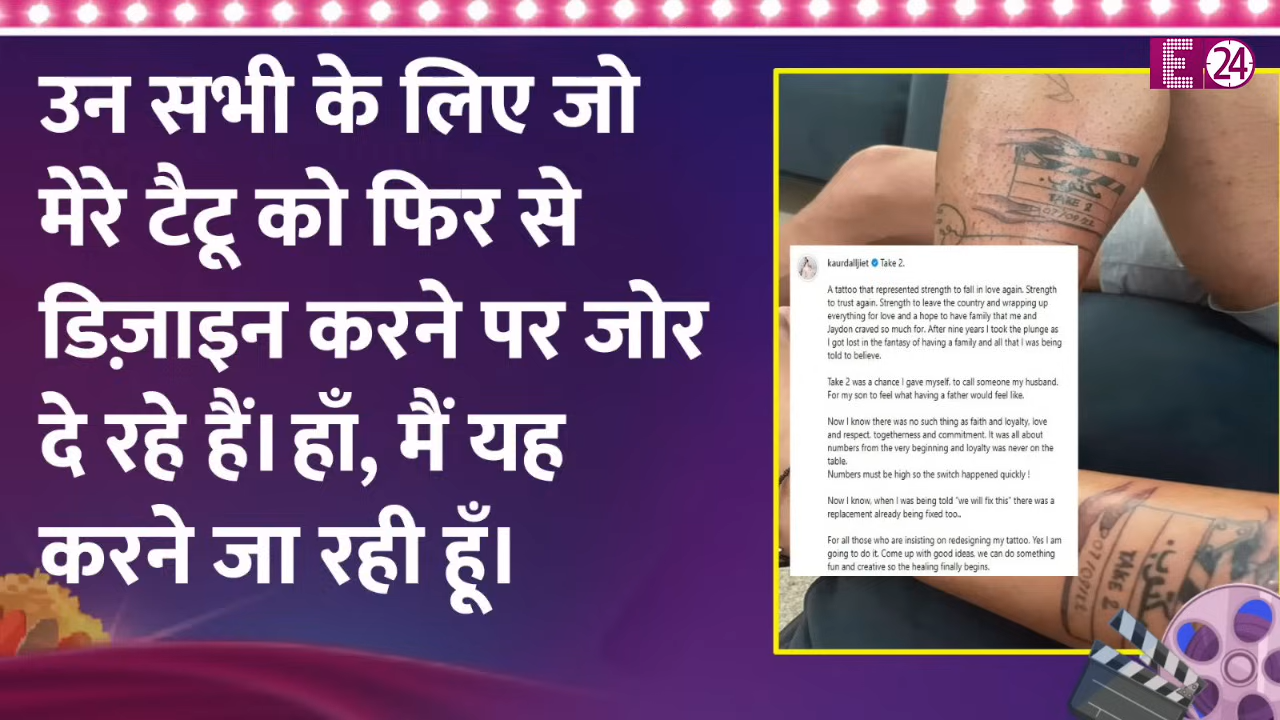 उन सभी के लिए जो
मेरे टैटू को फिर से
डिज़ाइन करने पर जोर
दे रहे हैं। हाँ, मैं यह
करने जा रही हूँ।
E 24
TAKE 2
07/09/22
kaurdalljiet Take 2.
A tattoo that represented strength to fall in love again. Strength
to trust again. Strength to leave the country and wrapping up
everything for love and a hope to have family that me and
Jaydon craved so much for. After nine years I took the plunge as
I got lost in the fantasy of having a family and all that I was being
told to believe.
Take 2 was a chance I gave myself, to call someone my husband.
For my son to feel what having a father would feel like.
Now I know there was no such thing as faith and loyalty, love
and respect, togetherness and commitment. It was all about
numbers from the very beginning and loyalty was never on the
table.
Numbers must be high so the switch happened quickly !
Now I know, when I was being told "we will fix this" there was a
replacement already being fixed too..
For all those who are insisting on redesigning my tattoo. Yes I am
going to do it. Come up with good ideas, we can do something
fun and creative so the healing finally begins.
TAKE 2